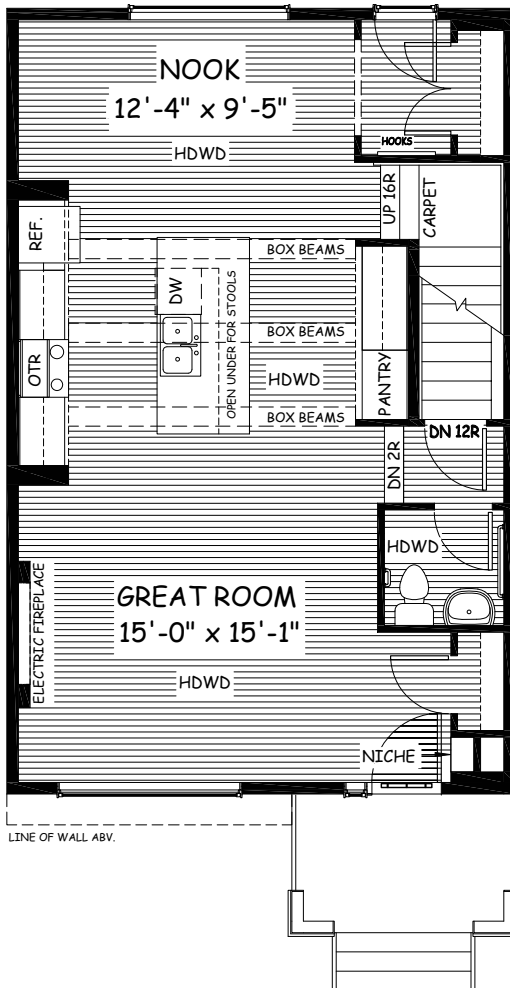 NOOK
12'-4" x 9'-5"
HDWD
HOOKS
UP 16R
CARPET
REF.
BOX BEAMS
DW
OPEN UNDER FOR STOOLS
BOX BEAMS
OTR
HDWD
PANTRY
BOX BEAMS
DN 12R
DN 2R
HDWD
ELECTRIC FIREPLACE
GREAT ROOM
15'-0" x 15'-1"
HDWD
NICHE
LINE OF WALL ABV.